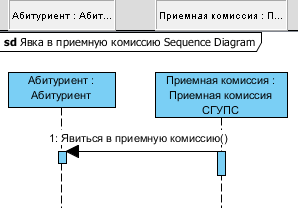 Абитуриент : Абит...
Приемная комиссия : П...
sd Явка в приемную комиссию Sequence Diagram
Абитуриент :
Абитуриент
Приемная комиссия :
Приемная комиссия
СГУПС
1: Явиться в приемную комиссию()